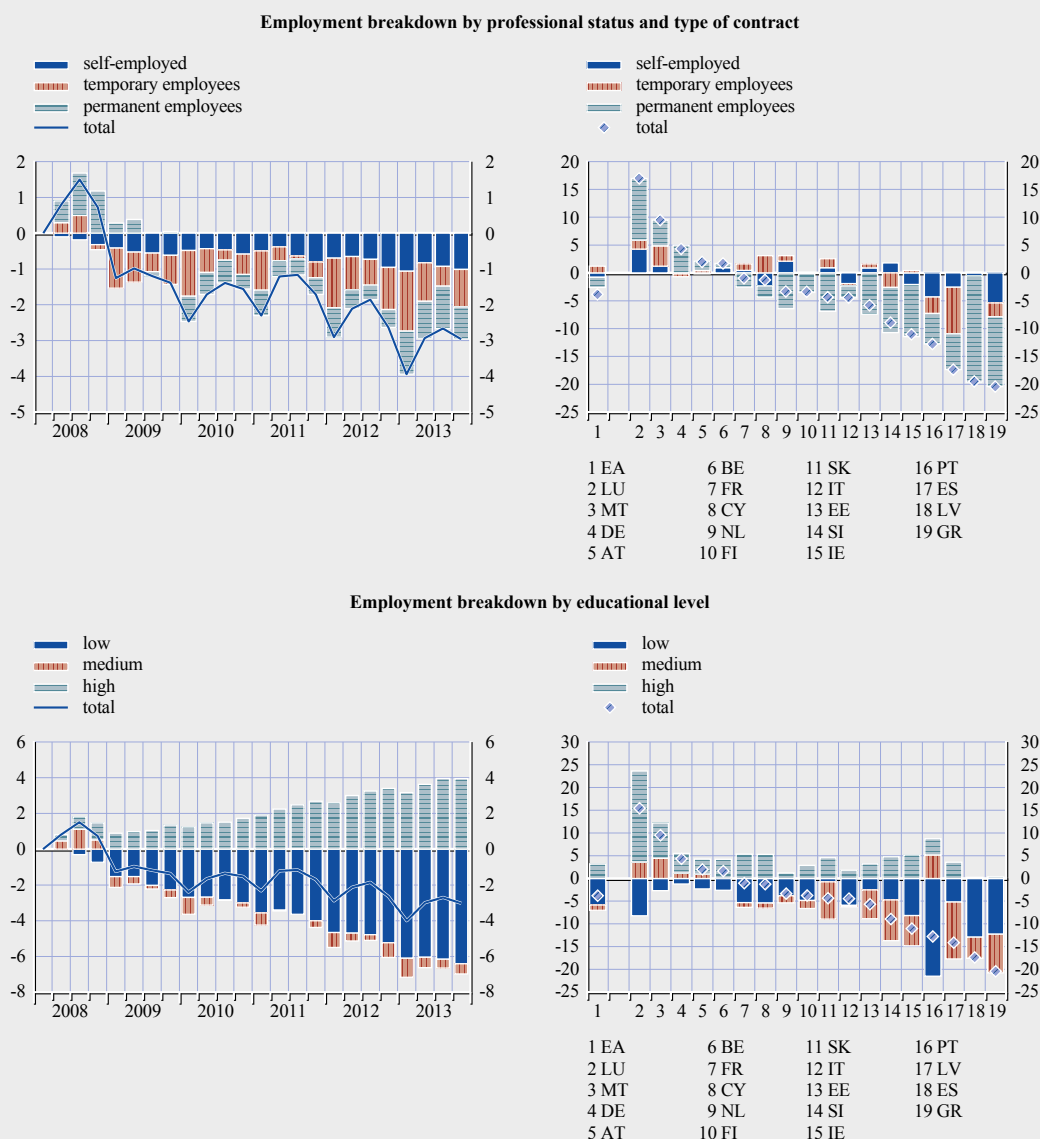 Employment breakdown by professional status and type of contract
self-employed
temporary employees
permanent employees
total
2 2
1 1
0 0
-1 -1
-2 -2
-3 -3
-4 -4
-5 -5
2008 2009 2010 2011 2012 2013
self-employed
temporary employees
permanent employees
total
20 20
15 15
10 10
5 5
0 0
-5 -5
-10 -10
-15 -15
-20 -20
-25 -25
1 2 3 4 5 6 7 8 9 10 11 12 13 14 15 16 17 18 19
1 EA 6 BE 11 SK 16 PT
2 LU 7 FR 12 IT 17 ES
3 MT 8 CY 13 EE 18 LV
4 DE 9 NL 14 SI 19 GR
5 AT 10 FI 15 IE
Employment breakdown by educational level
low
medium
high
total
6 6
4 4
2 2
0 0
-2 -2
-4 -4
-6 -6
-8 -8
2008 2009 2010 2011 2012 2013
low
medium
high
total
30 30
25 25
20 20
15 15
10 10
5 5
0 0
-5 -5
-10 -10
-15 -15
-20 -20
-25 -25
1 2 3 4 5 6 7 8 9 10 11 12 13 14 15 16 17 18 19
1 EA 6 BE 11 SK 16 PT
2 LU 7 FR 12 IT 17 LV
3 MT 8 CY 13 EE 18 ES
4 DE 9 NL 14 SI 19 GR
5 AT 10 FI 15 IE